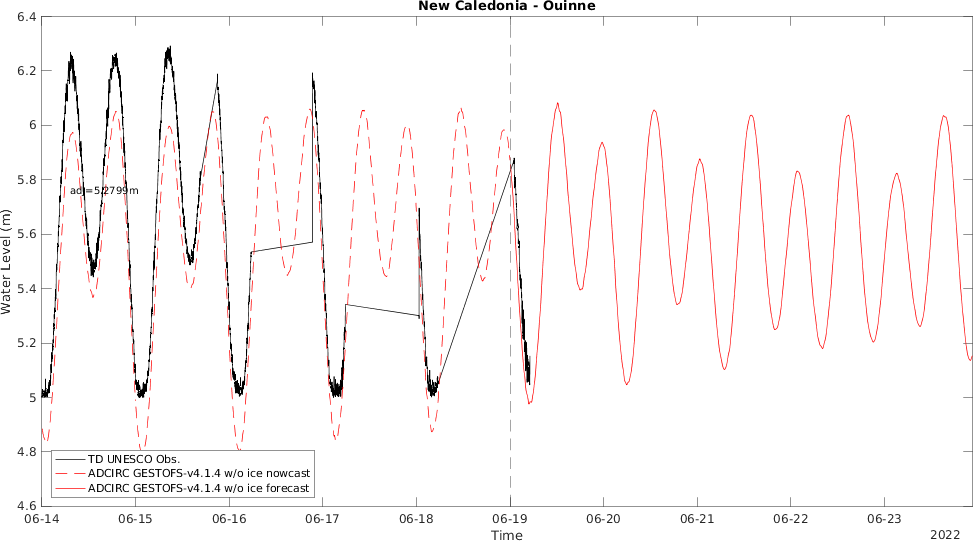 New Caledonia - Ouinne
6.4
6.2
6
5.8
5.6
5.4
5.2
5
4.8
4.6
Water Level (m)
adj=5.2799m
TD UNESCO Obs.
ADCIRC GESTOFS-v4.1.4 w/o ice nowcast
ADCIRC GESTOFS-v4.1.4 w/o ice forecast
06-14 06-15 06-16 06-17 06-18 06-19 06-20 06-21 06-22 06-23
Time
2022